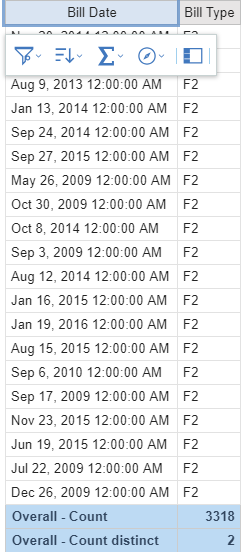 Bill Date Bill Type
Aug 9, 2013 12:00:00 AM F2
Jan 13, 2014 12:00:00 AM F2
Sep 24, 2014 12:00:00 AM F2
Sep 27, 2015 12:00:00 AM F2
May 26, 2009 12:00:00 AM F2
Oct 30, 2009 12:00:00 AM F2
Oct 8, 2014 12:00:00 AM F2
Sep 3, 2009 12:00:00 AM F2
Aug 12, 2014 12:00:00 AM F2
Jan 16, 2015 12:00:00 AM F2
Jan 19, 2016 12:00:00 AM F2
Aug 15, 2015 12:00:00 AM F2
Sep 6, 2010 12:00:00 AM F2
Sep 17, 2009 12:00:00 AM F2
Nov 23, 2015 12:00:00 AM F2
Jun 19, 2015 12:00:00 AM F2
Jul 22, 2009 12:00:00 AM F2
Dec 26, 2009 12:00:00 AM F2
Overall - Count 3318
Overall - Count distinct 2